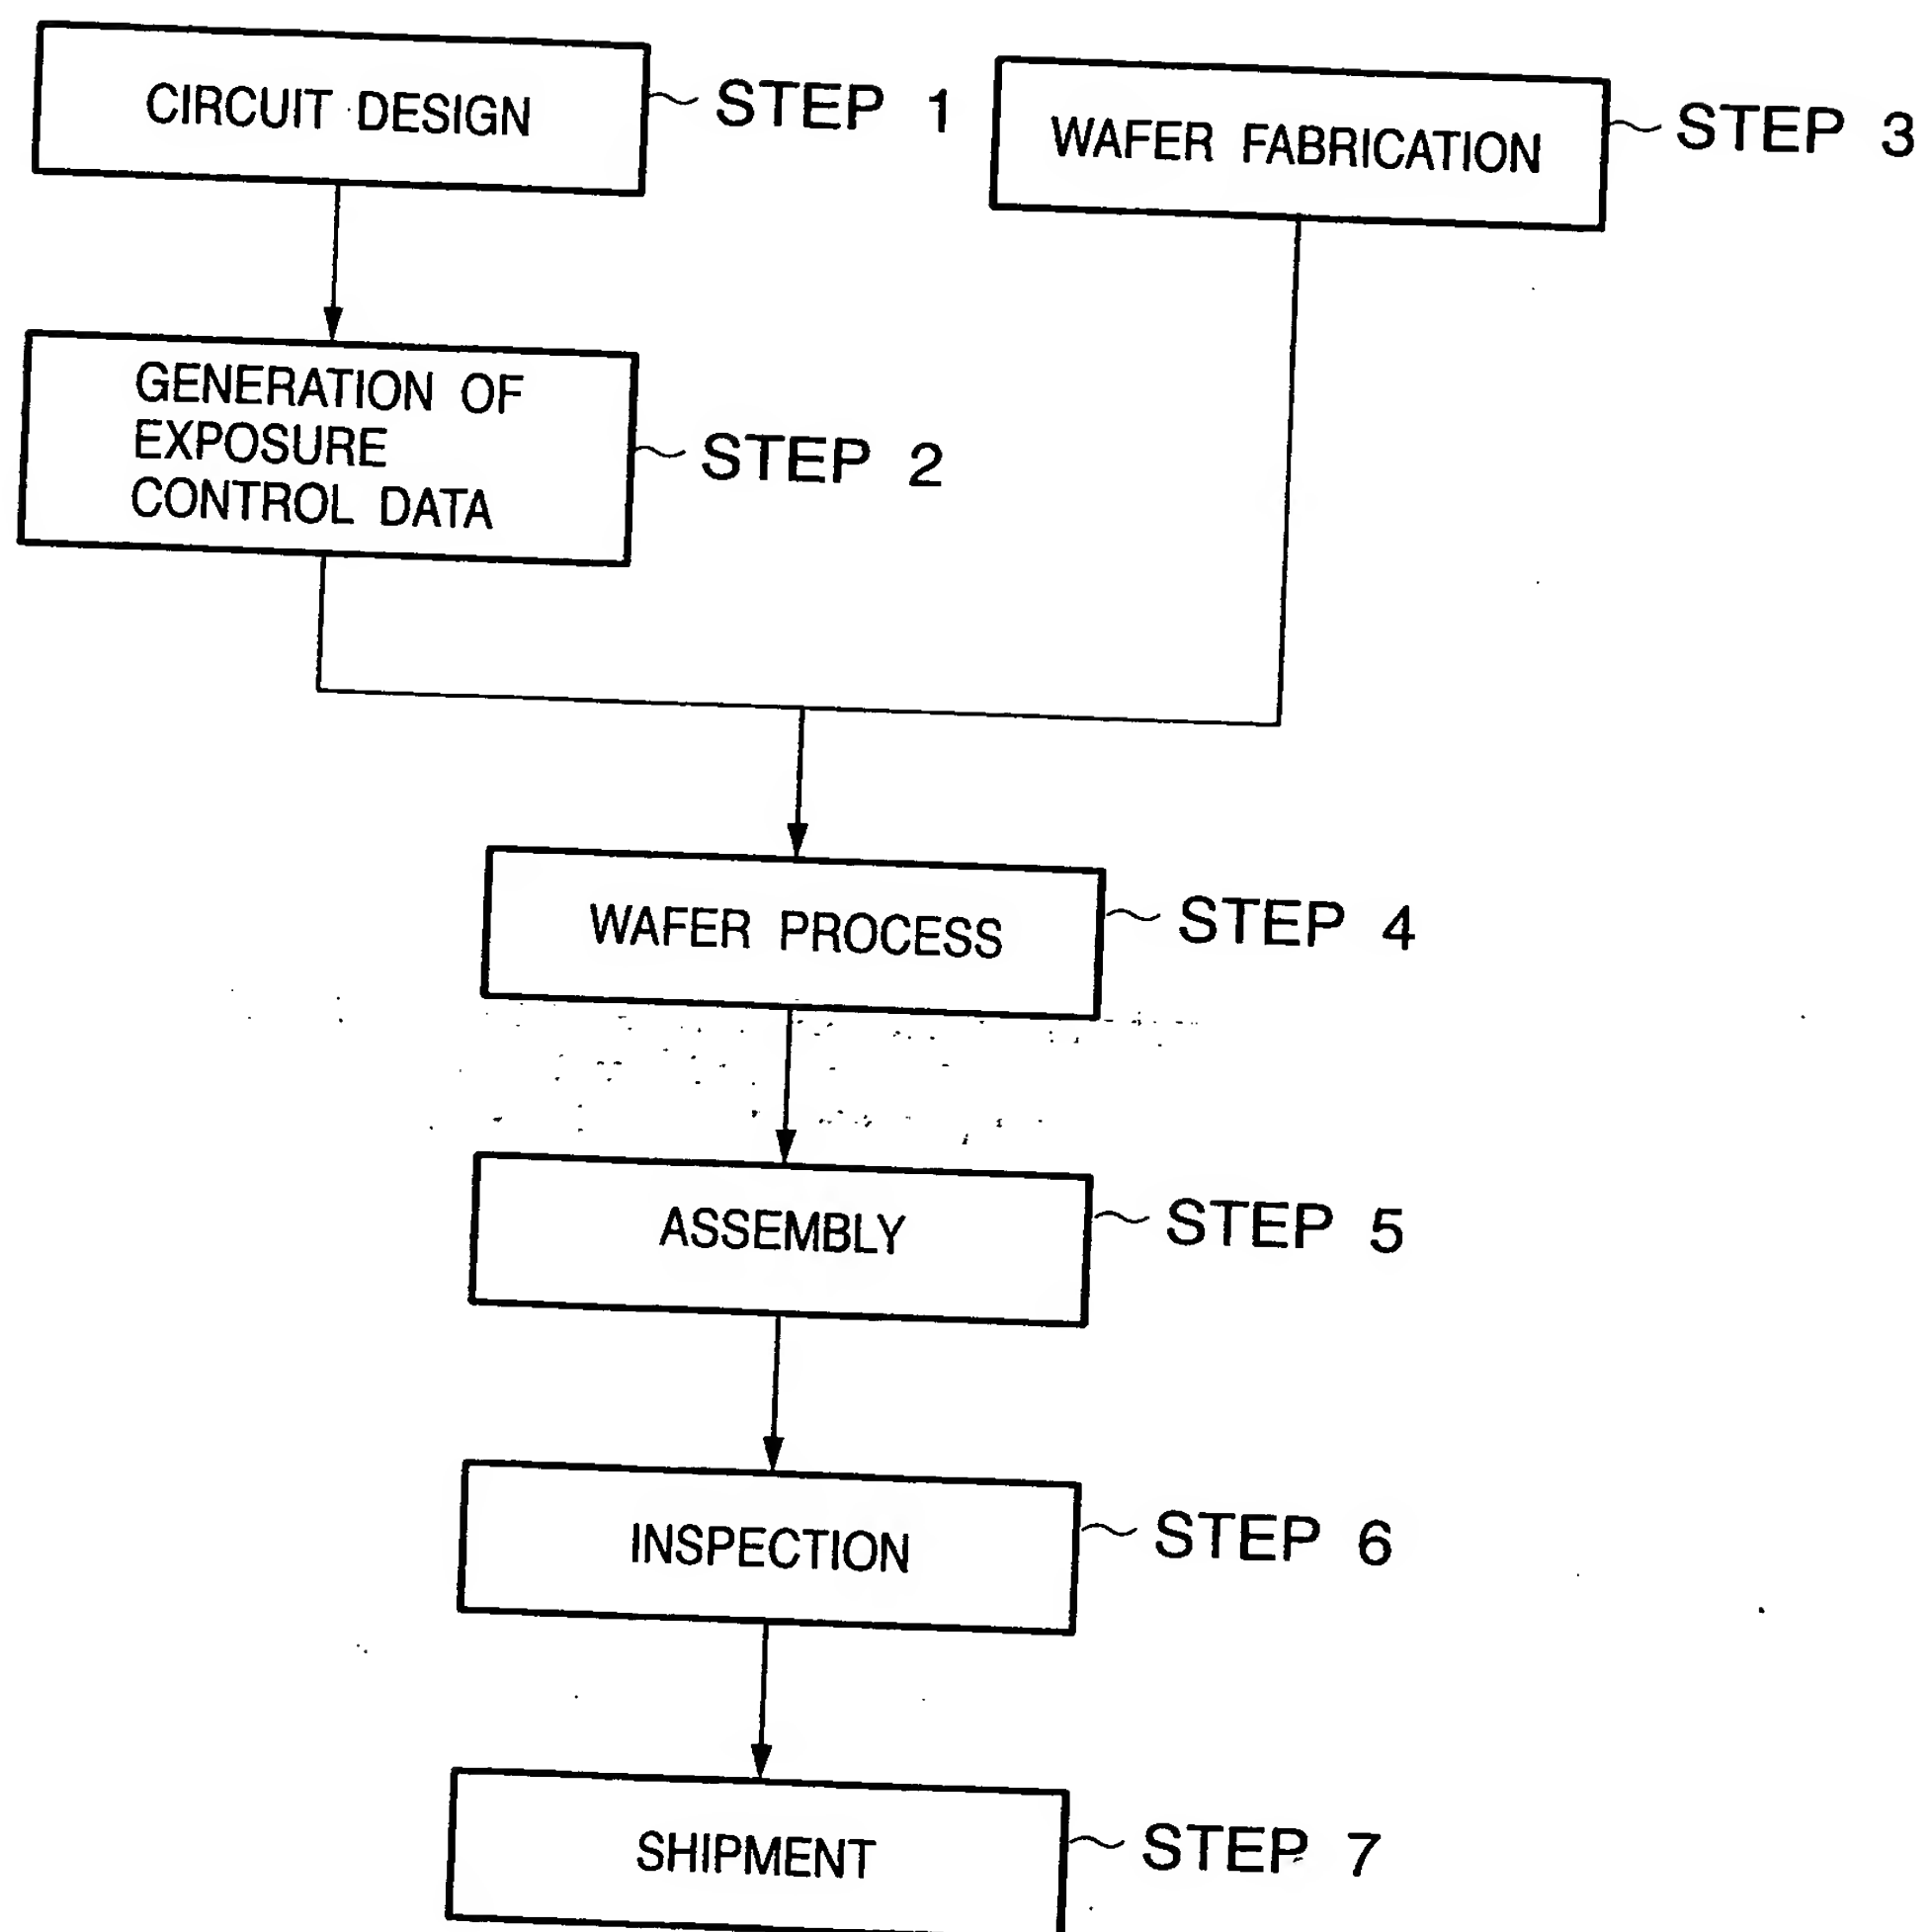 CIRCUIT DESIGN
STEP 1
WAFER FABRICATION
STEP 3
GENERATION OF
EXPOSURE
CONTROL DATA
STEP 2
WAFER PROCESS
STEP 4
ASSEMBLY
STEP 5
INSPECTION
STEP 6
SHIPMENT
STEP 7